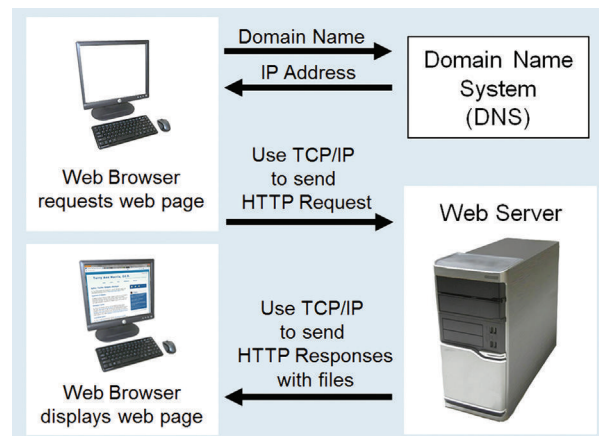 Domain Name
IP Address
Domain Name
System
(DNS)
Web Browser
requests web page
Use TCP/IP
to send
HTTP Request
Web Server
Use TCP/IP
to send
HTTP Responses
with files
Web Browser
displays web page